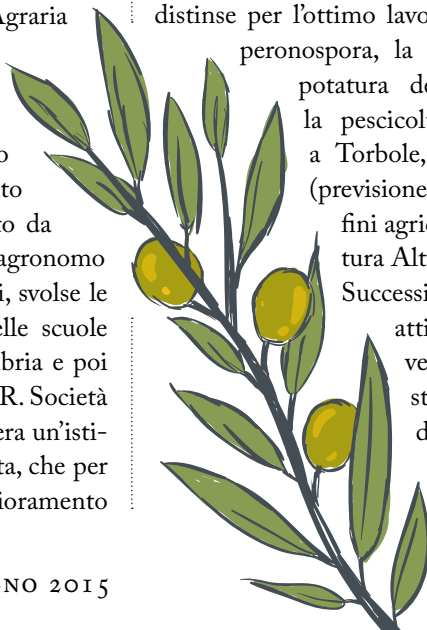 Agraria
o
to
to da
agronomo
i, svolse le
elle scuole
bria e poi
R. Società
era un'isti-
ta, che per
ioramento
GNO 2015
distinse per l'ottimo lavo
peronospora, la
potatura de
la pescicol
a Torbole,
(previsione
fini agri
tura Alt
Successi
atti
ve
st
d